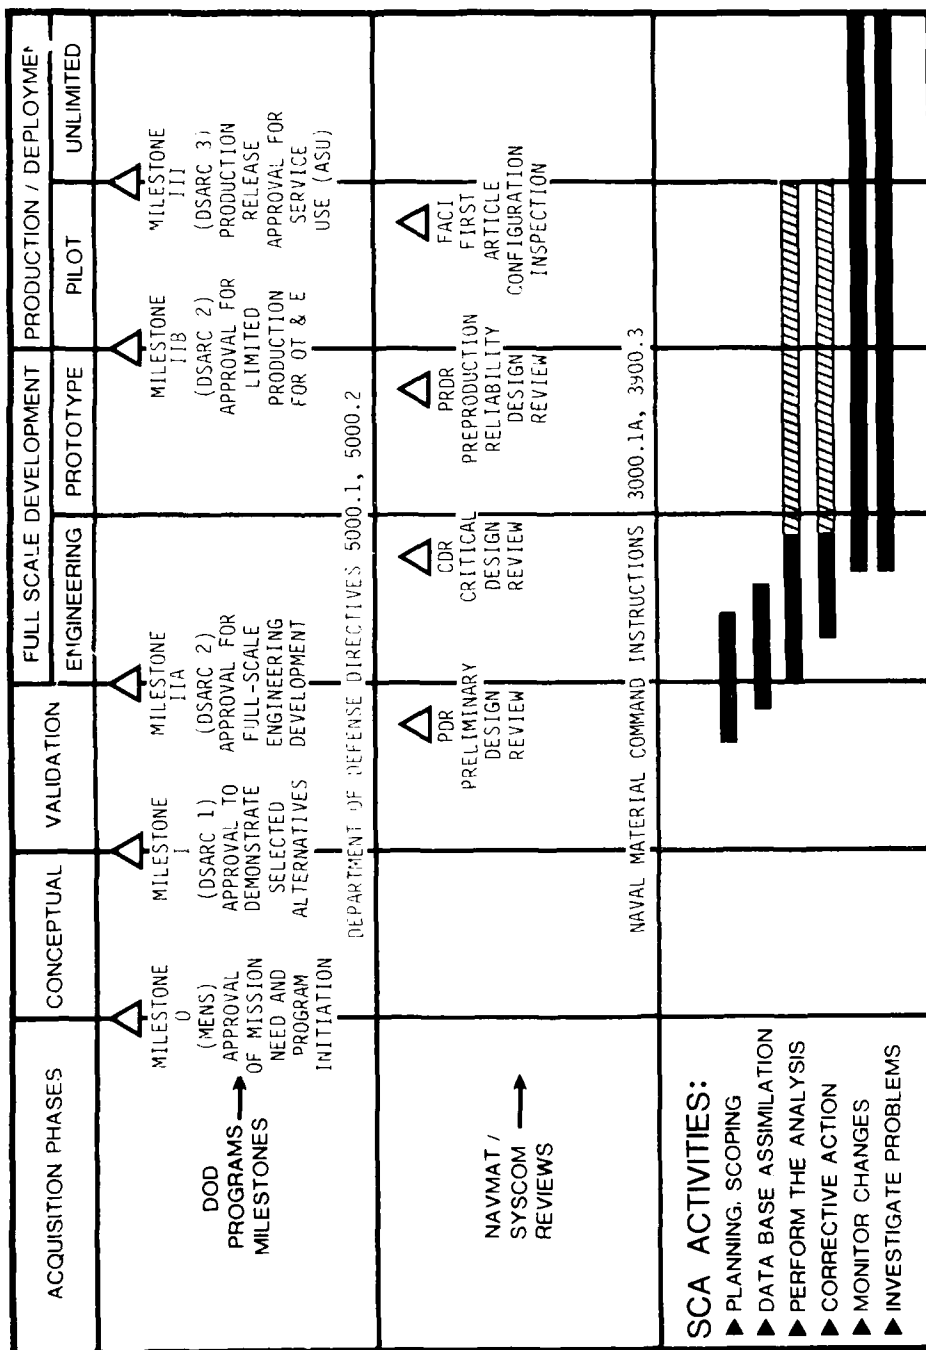 ACQUISITION PHASES
CONCEPTUAL
VALIDATION
FULL SCALE DEVELOPMENT
ENGINEERING
PROTOTYPE
PRODUCTION / DEPLOYMEN
PILOT
UNLIMITED
DOD
PROGRAMS
MILESTONES
MILESTONE
0
(MENS)
APPROVAL
OF MISSION
NEED AND
PROGRAM
INITIATION
MILESTONE
I
(DSARC 1)
APPROVAL TO
DEMONSTRATE
SELECTED
ALTERNATIVES
MILESTONE
IIA
(DSARC 2)
APPROVAL FOR
FULL-SCALE
ENGINEERING
DEVELOPMENT
MILESTONE
IIB
(DSARC 2)
APPROVAL FOR
LIMITED
PRODUCTION
FOR OT & E
MILESTONE
III
(DSARC 3)
PRODUCTION
RELEASE
APPROVAL FOR
SERVICE
USE (ASU)
DEPARTMENT OF DEFENSE DIRECTIVES 5000.1, 5000.2
NAVMAT /
SYSCOM
REVIEWS
PDR
PRELIMINARY
DESIGN
REVIEW
CDR
CRITICAL
DESIGN
REVIEW
PRDR
PREPRODUCTION
RELIABILITY
DESIGN
REVIEW
FACI
FIRST
ARTICLE
CONFIGURATION
INSPECTION
NAVAL MATERIAL COMMAND INSTRUCTIONS 3000.1A, 3900.3
SCA ACTIVITIES:
PLANNING, SCOPING
DATA BASE ASSIMILATION
PERFORM THE ANALYSIS
CORRECTIVE ACTION
MONITOR CHANGES
INVESTIGATE PROBLEMS